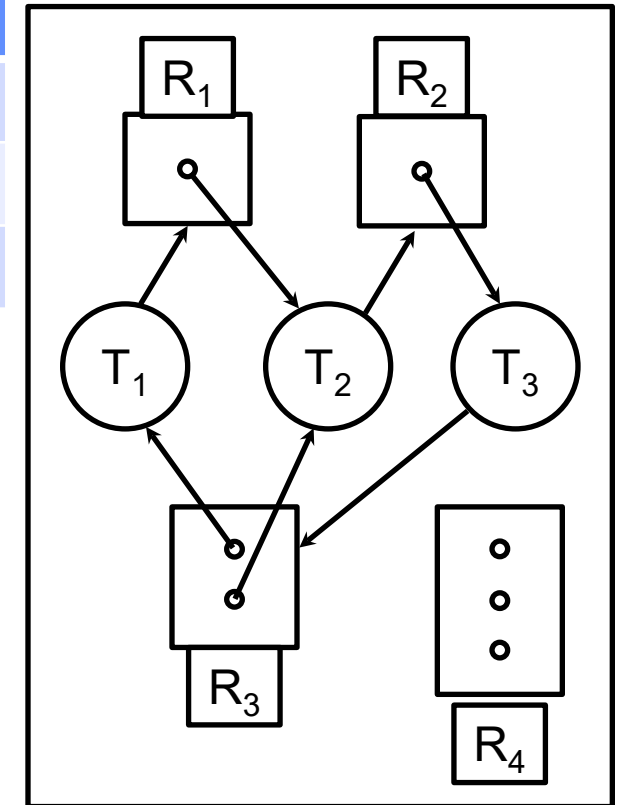 R₁ R₂
T₁ T₂ T₃
R₃
R₄